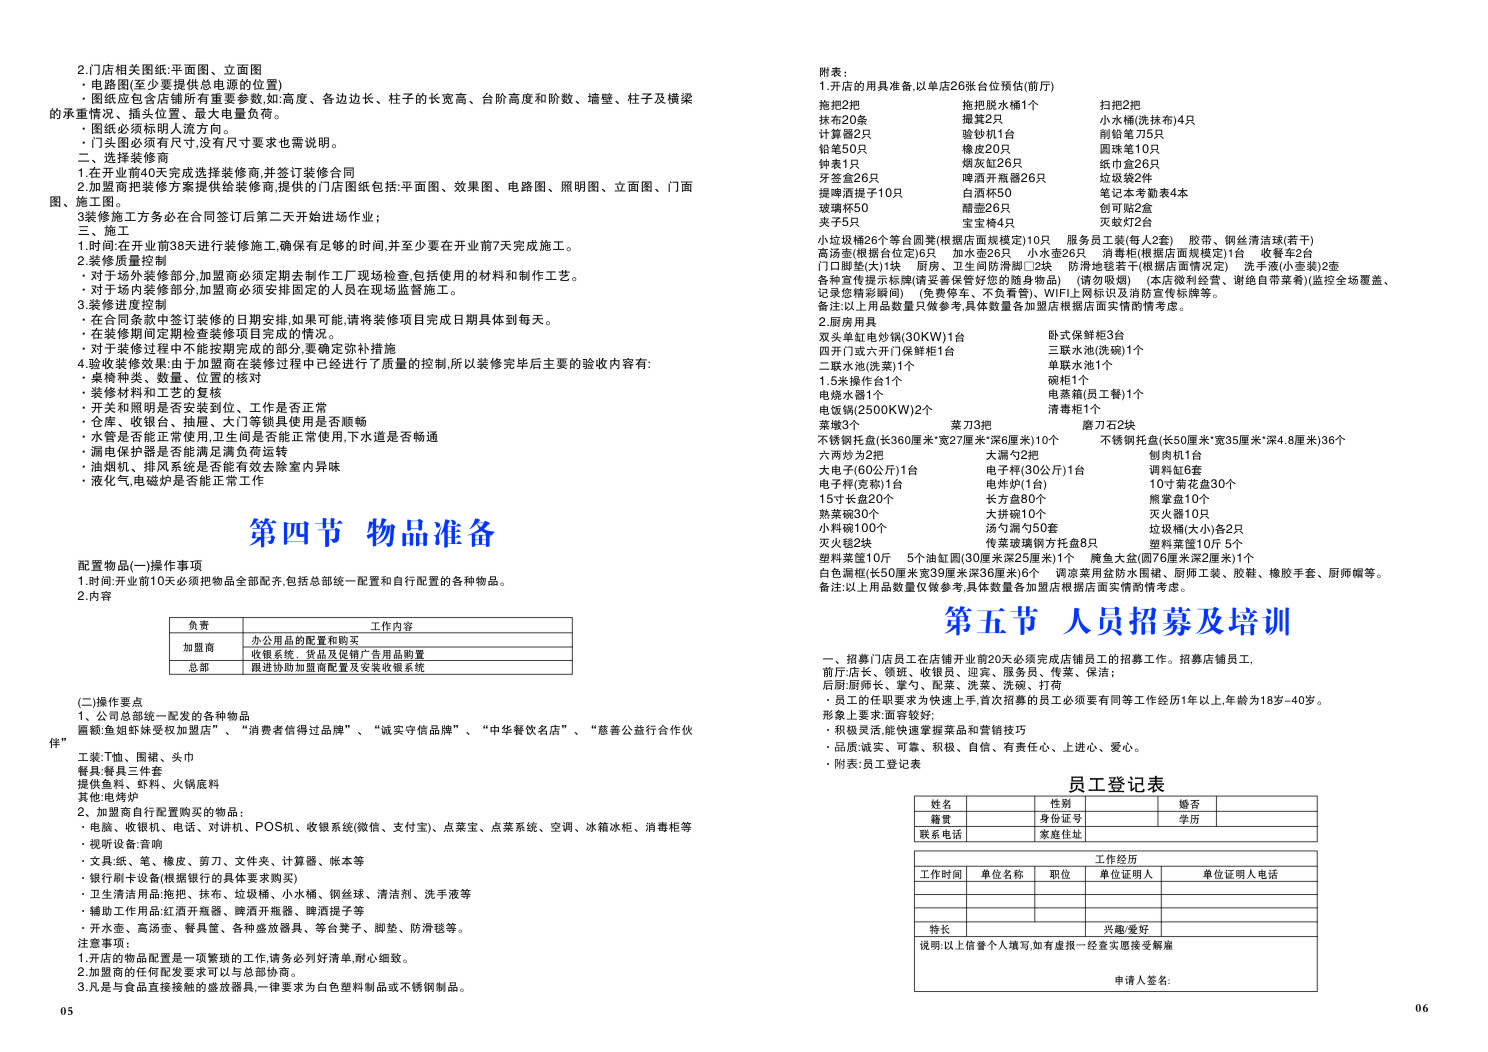 2.门店相关图纸:平面图、立面图
·电路图(至少要提供总电源的位置)
·图纸应包含店铺所有重要参数,如:高度、各边边长、柱子的长宽高、台阶高度和阶数、墙壁、柱子及横梁
的承重情况、插头位置、最大电量负荷。
·图纸必须标明人流方向。
·门头图必须有尺寸,没有尺寸要求也需说明。
二、选择装修商
1.在开业前40天完成选择装修商,并签订装修合同
2.加盟商把装修方案提供给装修商,提供的门店图纸包括:平面图、效果图、电路图、照明图、立面图、门面
图、施工图。
3装修施工方务必在合同签订后第二天开始进场作业;
三、施工
1.时间:在开业前38天进行装修施工,确保有足够的时间,并至少要在开业前7天完成施工。
2.装修质量控制
·对于场外装修部分,加盟商必须定期去制作工厂现场检查,包括使用的材料和制作工艺。
·对于场内装修部分,加盟商必须安排固定的人员在现场监督施工。
3.装修进度控制
·在合同条款中签订装修的日期安排,如果可能,请将装修项目完成日期具体到每天。
·在装修期间定期检查装修项目完成的情况。
·对于装修过程中不能按期完成的部分,要确定弥补措施
4.验收装修效果:由于加盟商在装修过程中已经进行了质量的控制,所以装修完毕后主要的验收内容有:
·桌椅种类、数量、位置的核对
·装修材料和工艺的复核
·开关和照明是否安装到位、工作是否正常
·仓库、收银台、抽屉、大门等锁具使用是否顺畅
·水管是否能正常使用,卫生间是否能正常使用,下水道是否畅通
·漏电保护器是否能满足满负荷运转
·油烟机、排风系统是否能有效去除室内异味
·液化气,电磁炉是否能正常工作
第四节 物品准备
配置物品(一)操作事项
1.时间:开业前10天必须把物品全部配齐,包括总部统一配置和自行配置的各种物品。
2.内容
负责 工作内容
加盟商 办公用品的配置和购买
收银系统、货品及促销广告用品购置
总部 跟进协助加盟商配置及安装收银系统
(二)操作要点
1、公司总部统一配发的各种物品
匾额:鱼姐虾妹受权加盟店”、“消费者信得过品牌”、“诚实守信品牌”、“中华餐饮名店”、“慈善公益行合作伙
伴”
工装:T恤、围裙、头巾
餐具:餐具三件套
提供鱼料、虾料、火锅底料
其他:电烤炉
2、加盟商自行配置购买的物品:
·电脑、收银机、电话、对讲机、POS机、收银系统(微信、支付宝)、点菜宝、点菜系统、空调、冰箱冰柜、消毒柜等
·视听设备:音响
·文具:纸、笔、橡皮、剪刀、文件夹、计算器、帐本等
·银行刷卡设备(根据银行的具体要求购买)
·卫生清洁用品:拖把、抹布、垃圾桶、小水桶、钢丝球、清洁剂、洗手液等
·辅助工作用品:红酒开瓶器、啤酒开瓶器、啤酒提子等
·开水壶、高汤壶、餐具筐、各种盛放器具、等台凳子、脚垫、防滑毯等。
注意事项:
1.开店的物品配置是一项繁琐的工作,请务必列好清单,耐心细致。
2.加盟商的任何配发要求可以与总部协商。
3.凡是与食品直接接触的盛放器具,一律要求为白色塑料制品或不锈钢制品。
05
附表:
1.开店的用具准备,以单店26张台位预估(前厅)
拖把2把 拖把脱水桶1个 扫把2把
抹布20条 撮箕2只 小水桶(洗抹布)4只
计算器2只 验钞机1台 削铅笔刀5只
铅笔50只 橡皮20只 圆珠笔10只
钟表1只 烟灰缸26只 纸巾盒26只
牙签盒26只 啤酒开瓶器26只 垃圾袋2件
提啤酒提子10只 白酒杯50 笔记本考勤表4本
玻璃杯50 醋壶26只 创可贴2盒
夹子5只 宝宝椅4只 灭蚊灯2台
小垃圾桶26个等台圆凳(根据店面规模定)10只 服务员工装(每人2套) 胶带、钢丝清洁球(若干)
高汤壶(根据台位定)6只 加水壶26只 小水壶26只 消毒柜(根据店面规模定)1台 收餐车2台
门口脚垫(大)1块 厨房、卫生间防滑脚□2块 防滑地毯若干(根据店面情况定) 洗手液(小壶装)2壶
各种宣传提示标牌(请妥善保管好您的随身物品) (请勿吸烟) (本店微利经营、谢绝自带菜肴)(监控全场覆盖、
记录您精彩瞬间) (免费停车、不负看管)、WIFI上网标识及消防宣传标牌等。
备注:以上用品数量只做参考,具体数量各加盟店根据店面实情酌情考虑。
2.厨房用具
双头单缸电炒锅(30KW)1台 卧式保鲜柜3台
四开门或六开门保鲜柜1台 三联水池(洗碗)1个
二联水池(洗菜)1个 单联水池1个
1.5米操作台1个 碗柜1个
电烧水器1个 电蒸箱(员工餐)1个
电饭锅(2500KW)2个 清毒柜1个
菜墩3个 菜刀3把 磨刀石2块
不锈钢托盘(长360厘米*宽27厘米*深6厘米)10个 不锈钢托盘(长50厘米*宽35厘米*深4.8厘米)36个
六两炒为2把 大漏勺2把 刨肉机1台
大电子(60公斤)1台 电子秤(30公斤)1台 调料缸6套
电子秤(克称)1台 电炸炉(1台) 10寸菊花盘30个
15寸长盘20个 长方盘80个 熊掌盘10个
熟菜碗30个 大拼碗10个 灭火器10只
小料碗100个 汤勺漏勺50套 垃圾桶(大小)各2只
灭火毯2块 传菜玻璃钢方托盘8只 塑料菜筐10斤 5个
塑料菜筐10斤 5个油缸圆(30厘米深25厘米)1个 腌鱼大盆(圆76厘米深2厘米)1个
白色漏框(长50厘米宽39厘米深36厘米)6个 调凉菜用盆防水围裙、厨师工装、胶鞋、橡胶手套、厨师帽等。
备注:以上用品数量仅做参考,具体数量各加盟店根据店面实情酌情考虑。
第五节 人员招募及培训
一、招募门店员工在店铺开业前20天必须完成店铺员工的招募工作。招募店铺员工,
前厅:店长、领班、收银员、迎宾、服务员、传菜、保洁;
后厨:厨师长、掌勺、配菜、洗菜、洗碗、打荷
·员工的任职要求为快速上手,首次招募的员工必须要有同等工作经历1年以上,年龄为18岁-40岁。
形象上要求:面容较好;
·积极灵活,能快速掌握菜品和营销技巧
·品质:诚实、可靠、积极、自信、有责任心、上进心、爱心。
·附表:员工登记表
员工登记表
姓名 性别 婚否
籍贯 身份证号 学历
联系电话 家庭住址
工作经历
工作时间 单位名称 职位 单位证明人 单位证明人电话
特长 兴趣/爱好
说明:以上信誉个人填写,如有虚报一经查实愿接受解雇
申请人签名:
06